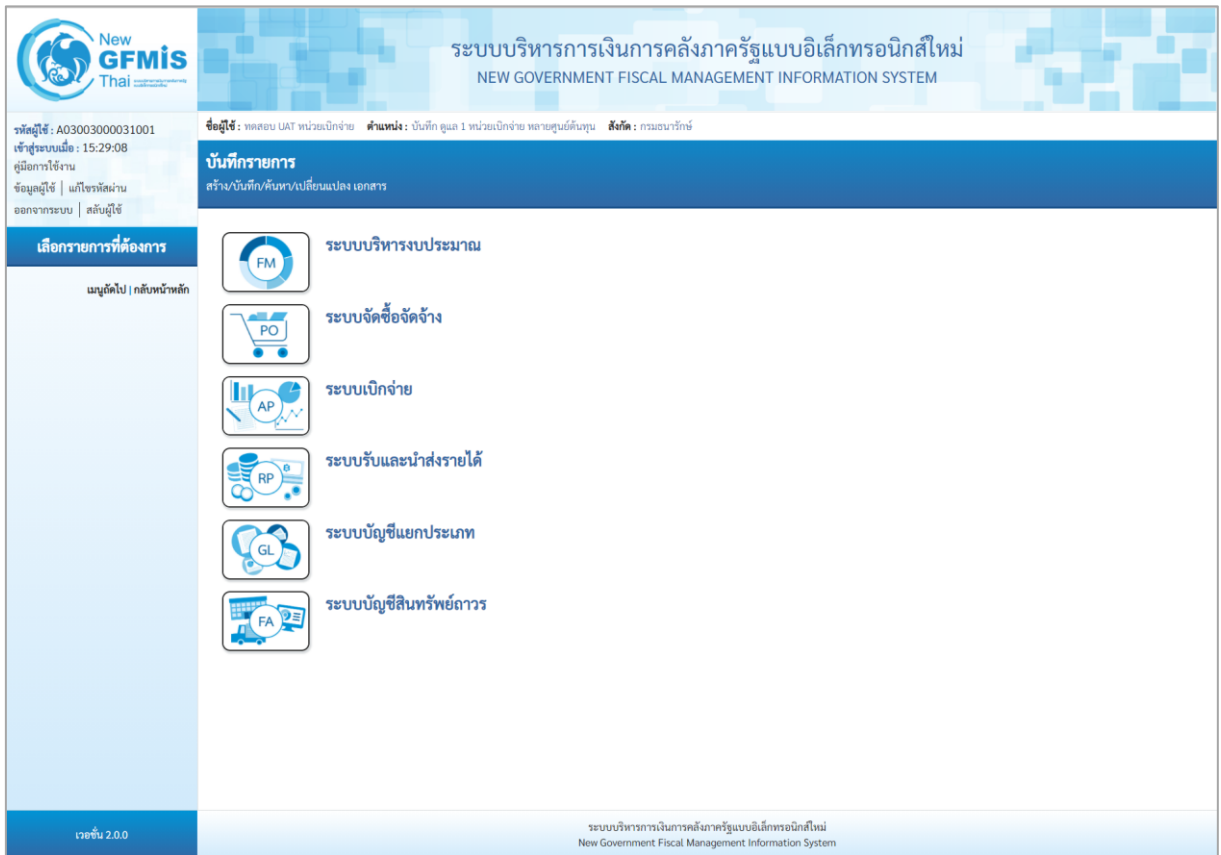 New
GFMIS
Thai
ระบบบริหารการเงินการคลังภาครัฐแบบอิเล็กทรอนิกส์ใหม่
NEW GOVERNMENT FISCAL MANAGEMENT INFORMATION SYSTEM
รหัสผู้ใช้ : A03003000031001
เข้าสู่ระบบเมื่อ : 15:29:08
คู่มือการใช้งาน
ข้อมูลผู้ใช้ | แก้ไขรหัสผ่าน
ออกจากระบบ | สลับผู้ใช้
ชื่อผู้ใช้ : ทดสอบ UAT หน่วยเบิกจ่าย ตำแหน่ง : บันทึก ดูแล 1 หน่วยเบิกจ่าย หลายศูนย์ต้นทุน สังกัด : กรมธนารักษ์
บันทึกรายการ
สร้าง/บันทึก/ค้นหา/เปลี่ยนแปลง เอกสาร
เลือกรายการที่ต้องการ
เมนูถัดไป | กลับหน้าหลัก
FM
ระบบบริหารงบประมาณ
PO
ระบบจัดซื้อจัดจ้าง
AP
ระบบเบิกจ่าย
RP
ระบบรับและนำส่งรายได้
GL
ระบบบัญชีแยกประเภท
FA
ระบบบัญชีสินทรัพย์ถาวร
เวอชั่น 2.0.0
ระบบบริหารการเงินการคลังภาครัฐแบบอิเล็กทรอนิกส์ใหม่
New Government Fiscal Management Information System